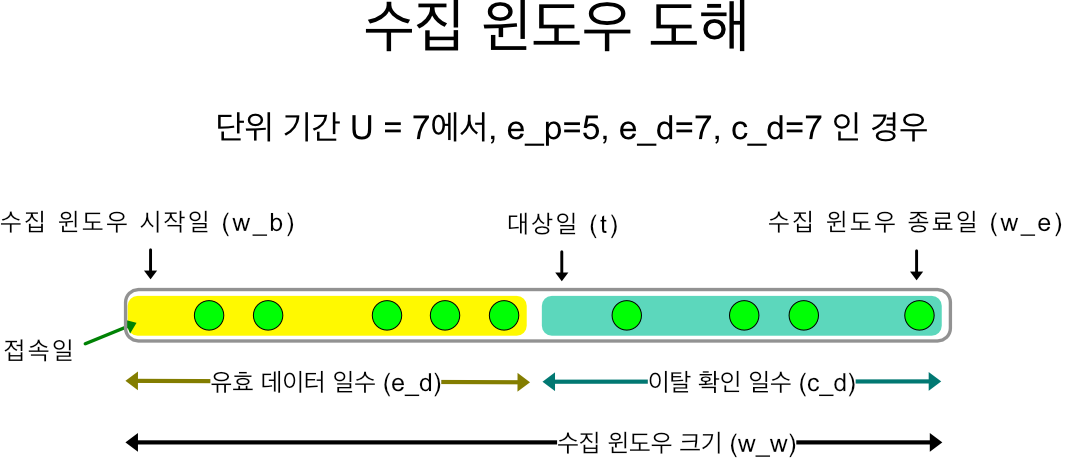 수집 윈도우 도해
단위 기간 U = 7에서, e_p=5, e_d=7, c_d=7 인 경우
수집 윈도우 시작일 (w_b)
대상일 (t)
수집 윈도우 종료일 (w_e)
접속일
유효 데이터 일수 (e_d)
이탈 확인 일수 (c_d)
수집 윈도우 크기 (w_w)